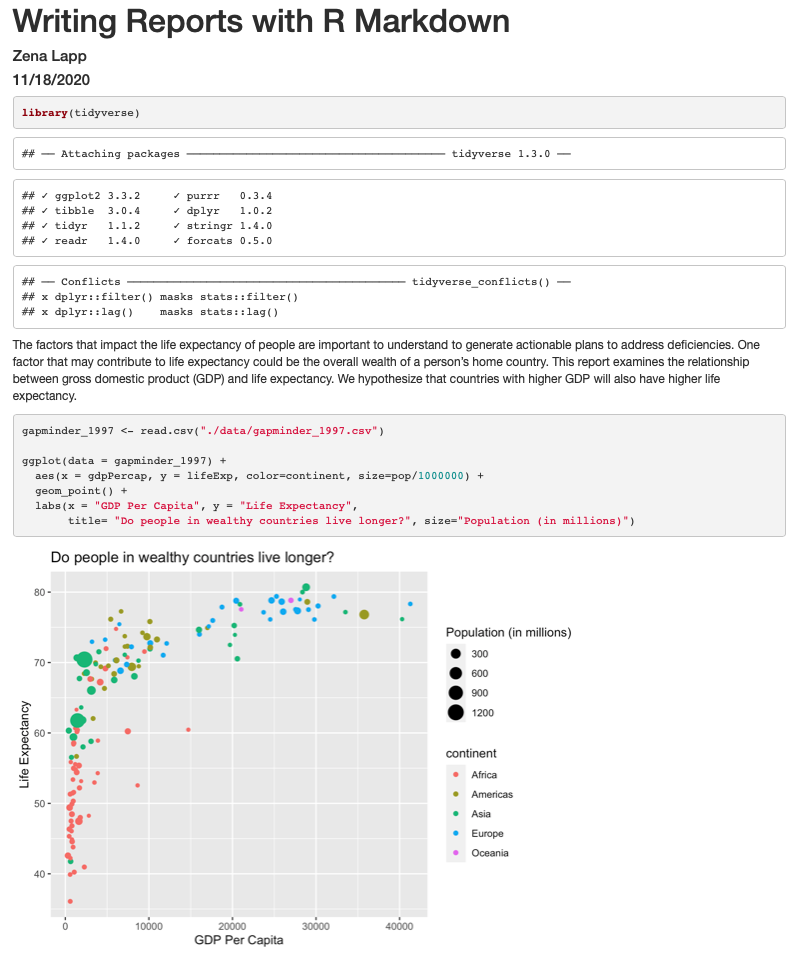 Writing Reports with R Markdown
Zena Lapp
11/18/2020
library(tidyverse)
## ── Attaching packages ─────────────────────────────────────── tidyverse 1.3.0 ──
## ✓ ggplot2 3.3.2     ✓ purrr   0.3.4
## ✓ tibble  3.0.4     ✓ dplyr   1.0.2
## ✓ tidyr   1.1.2     ✓ stringr 1.4.0
## ✓ readr   1.4.0     ✓ forcats 0.5.0
## ── Conflicts ────────────────────────────────────────── tidyverse_conflicts() ──
## x dplyr::filter() masks stats::filter()
## x dplyr::lag()    masks stats::lag()
The factors that impact the life expectancy of people are important to understand to generate actionable plans to address deficiencies. One
factor that may contribute to life expectancy could be the overall wealth of a person's home country. This report examines the relationship
between gross domestic product (GDP) and life expectancy. We hypothesize that countries with higher GDP will also have higher life
expectancy.
gapminder_1997 <- read.csv("./data/gapminder_1997.csv")
ggplot(data = gapminder_1997) +
  aes(x = gdpPercap, y = lifeExp, color=continent, size=pop/1000000) +
  geom_point() +
  labs(x = "GDP Per Capita", y = "Life Expectancy",
       title= "Do people in wealthy countries live longer?", size="Population (in millions)")
Do people in wealthy countries live longer?
80
70
60
50
40
Life Expectancy
0 10000 20000 30000 40000
GDP Per Capita
Population (in millions)
300
600
900
1200
continent
Africa
Americas
Asia
Europe
Oceania